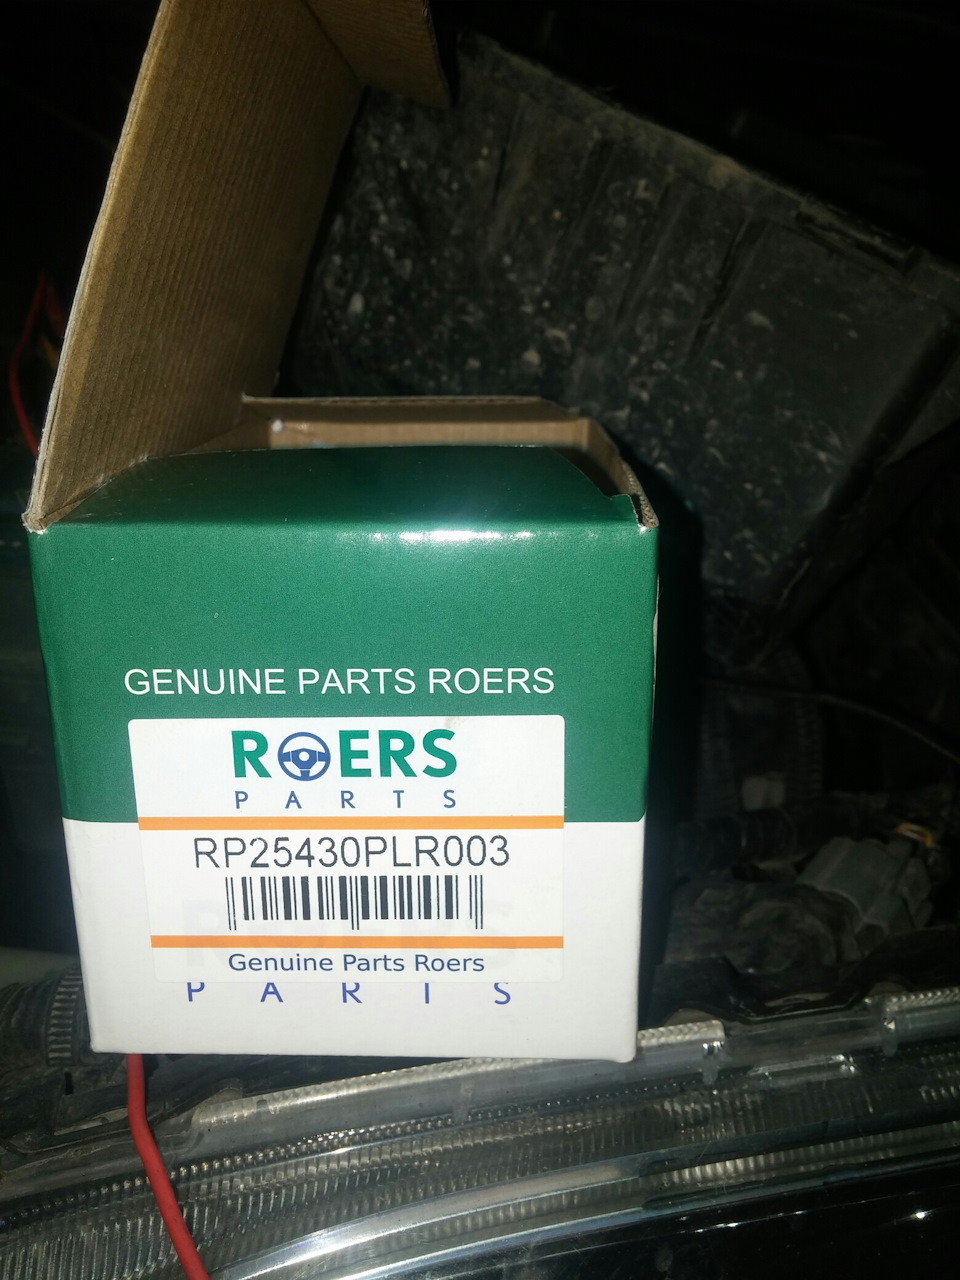 GENUINE PARTS ROERS
ROERS
PARTS
RP25430PLR003
Genuine Parts Roers
PARTS